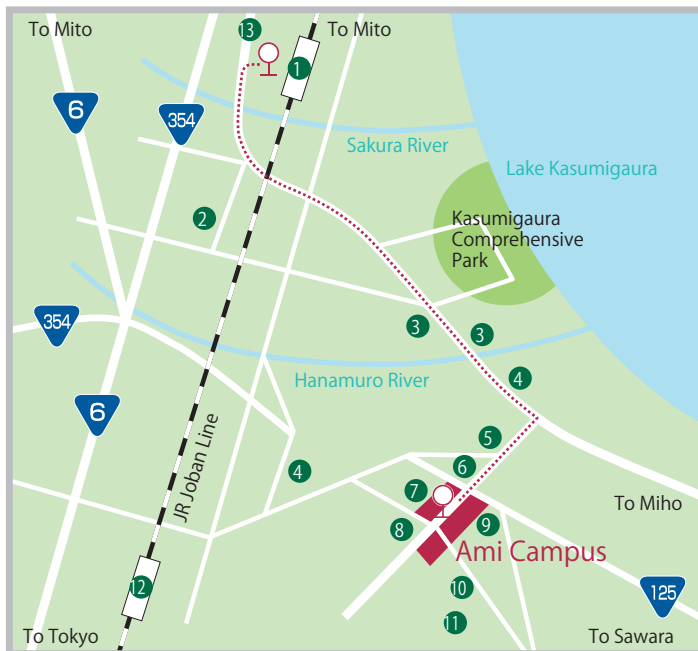 To Mito
13
To Mito
1
6
354
Sakura River
Lake Kasumigaura
2
Kasumigaura
Comprehensive
Park
354
3
3
Hanamuro River
4
6
JR Joban Line
5
4
6
7
To Miho
8
9
Ami Campus
12
10
125
11
To Tokyo
To Sawara